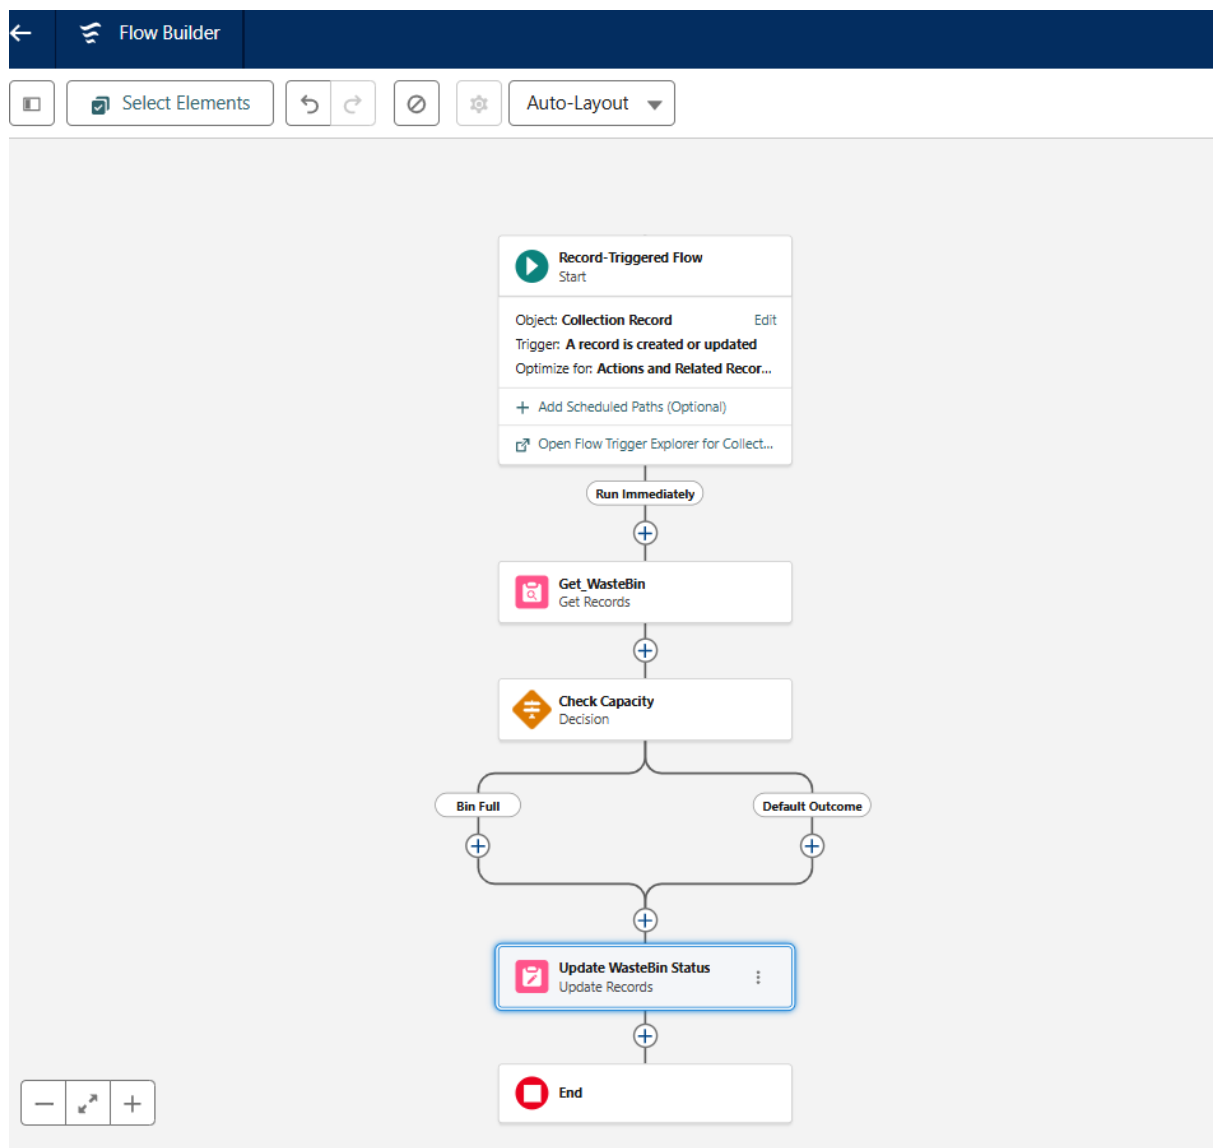 Flow Builder
Select Elements
Auto-Layout
Record-Triggered Flow
Start
Object: Collection Record Edit
Trigger: A record is created or updated
Optimize for: Actions and Related Recor...
Add Scheduled Paths (Optional)
Open Flow Trigger Explorer for Collect...
Run Immediately
Get_WasteBin
Get Records
Check Capacity
Decision
Bin Full
Default Outcome
Update WasteBin Status
Update Records
End